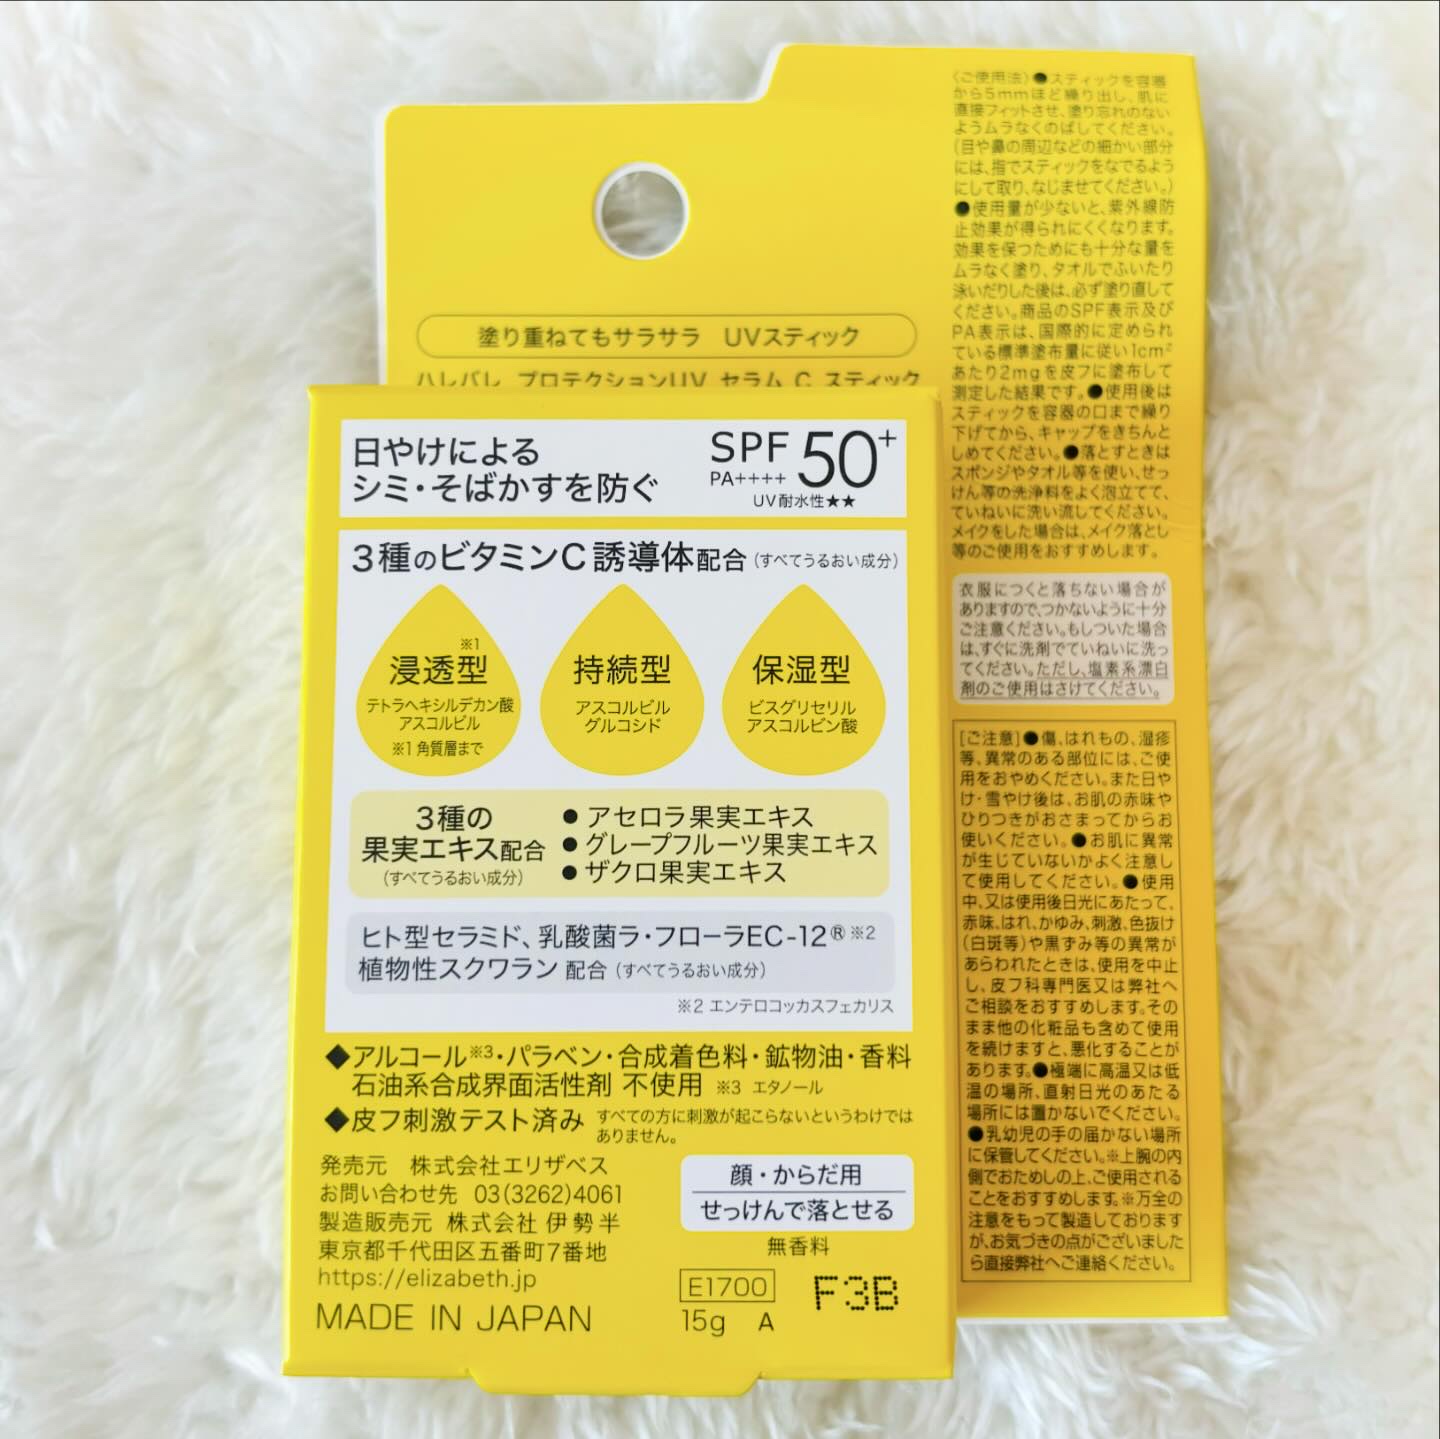 塗り重ねてもサラサラ UVスティック
ハレバレ プロテクションUV セラム C スティック
日やけによる
シミ・そばかすを防ぐ
SPF 50+
PA++++
UV耐水性★★
3種のビタミンC誘導体配合(すべてうるおい成分)
浸透型※1
テトラヘキシルデカン酸
アスコルビル
※1 角質層まで
持続型
アスコルビル
グルコシド
保湿型
ビスグリセリル
アスコルビン酸
3種の
果実エキス配合
(すべてうるおい成分)
● アセロラ果実エキス
● グレープフルーツ果実エキス
● ザクロ果実エキス
ヒト型セラミド、乳酸菌ラ・フローラEC-12®※2
植物性スクワラン 配合(すべてうるおい成分)
※2 エンテロコッカスフェカリス
◆アルコール※3・パラベン・合成着色料・鉱物油・香料
石油系合成界面活性剤 不使用 ※3 エタノール
◆皮フ刺激テスト済み すべての方に刺激が起こらないというわけでは
ありません。
発売元 株式会社エリザベス
お問い合わせ先 03(3262)4061
製造販売元 株式会社 伊勢半
東京都千代田区五番町7番地
https://elizabeth.jp
MADE IN JAPAN
顔・からだ用
せっけんで落とせる
無香料
E1700
15g A
F3B
〈ご使用法〉●スティックを容器
から5mmほど繰り出し、肌に
直接フィットさせ、塗り忘れのない
ようムラなくのばしてください。
(目や鼻の周辺などの細かい部分
には、指でスティックをなでるよう
にして取り、なじませてください。)
●使用量が少ないと、紫外線防
止効果が得られにくくなります。
効果を保つためにも十分な量を
ムラなく塗り、タオルでふいたり
泳いだりした後は、必ず塗り直して
ください。商品のSPF表示及び
PA表示は、国際的に定められ
ている標準塗布量に従い1cm²
あたり2mgを皮フに塗布して
測定した結果です。●使用後は
スティックを容器の口まで繰り
下げてから、キャップをきちんと
しめてください。●落とすときは
スポンジやタオル等を使い、せっ
けん等の洗浄料をよく泡立てて、
ていねいに洗い流してください。
メイクをした場合は、メイク落とし
等のご使用をおすすめします。
衣服につくと落ちない場合が
ありますので、つかないように十分
ご注意ください。もしついた場合
は、すぐに洗剤でていねいに洗っ
てください。ただし、塩素系漂白
剤のご使用はさけてください。
[ご注意]●傷、はれもの、湿疹
等、異常のある部位には、ご使
用をおやめください。また日や
け・雪やけ後は、お肌の赤味や
ひりつきがおさまってからお
使いください。●お肌に異常
が生じていないかよく注意し
て使用してください。●使用
中、又は使用後日光にあたって、
赤味、はれ、かゆみ、刺激、色抜け
(白斑等)や黒ずみ等の異常が
あらわれたときは、使用を中止
し、皮フ科専門医又は弊社へ
ご相談をおすすめします。その
まま他の化粧品も含めて使用
を続けますと、悪化することが
あります。●極端に高温又は低
温の場所、直射日光のあたる
場所には置かないでください。
●乳幼児の手の届かない場所
に保管してください。※上腕の内
側でおためしの上、ご使用される
ことをおすすめします。※万全の
注意をもって製造しております
が、お気づきの点がございました
ら直接弊社へご連絡ください。